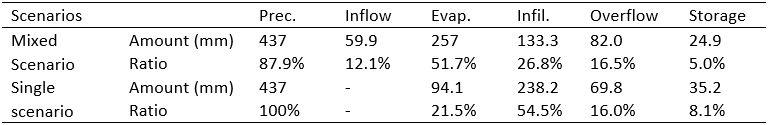 Scenarios Prec. Inflow Evap. Infil. Overflow Storage
Mixed Amount (mm) 437 59.9 257 133.3 82.0 24.9
Scenario Ratio 87.9% 12.1% 51.7% 26.8% 16.5% 5.0%
Single Amount (mm) 437 - 94.1 238.2 69.8 35.2
scenario Ratio 100% - 21.5% 54.5% 16.0% 8.1%